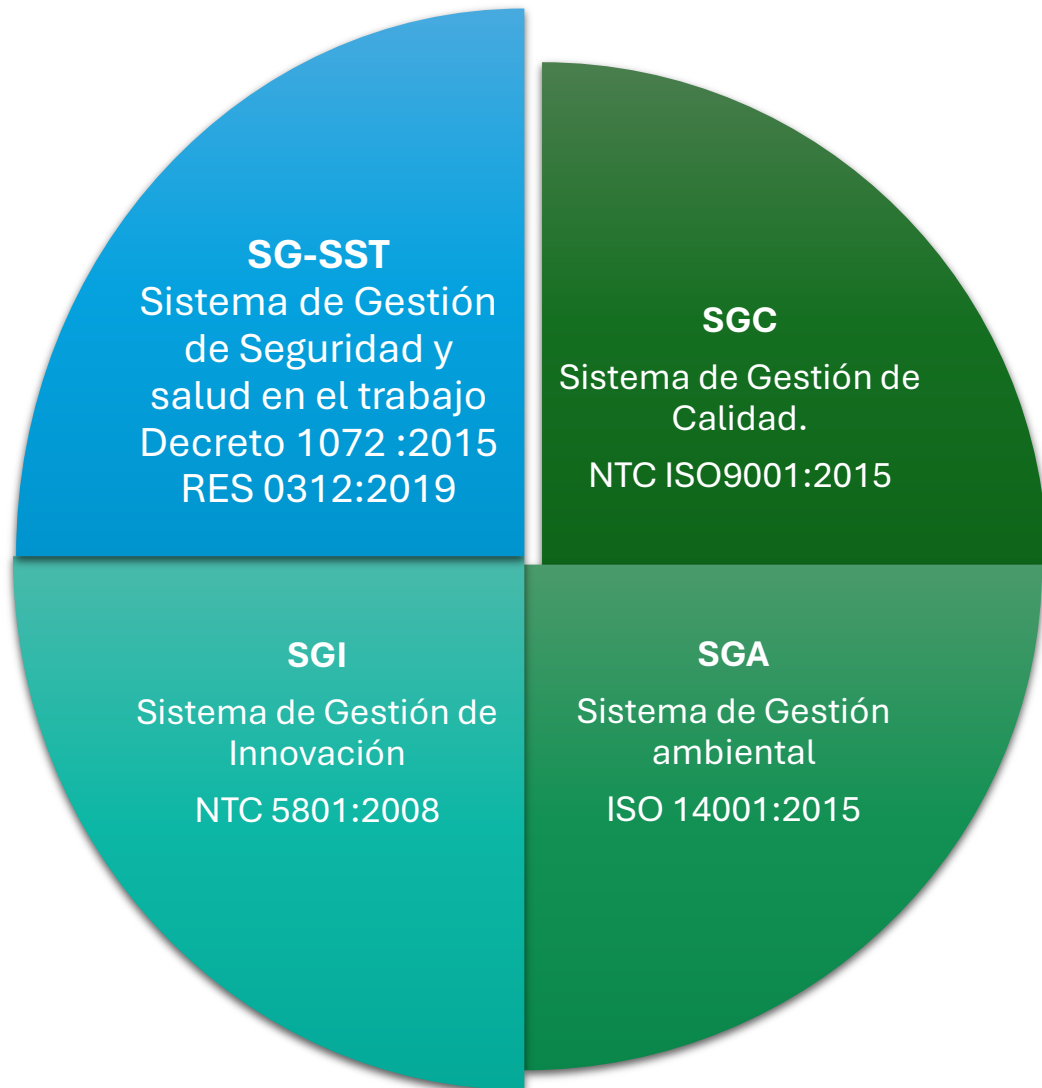 SG-SST
Sistema de Gestión
de Seguridad y
salud en el trabajo
Decreto 1072 :2015
RES 0312:2019
SGC
Sistema de Gestión de
Calidad.
NTC ISO9001:2015
SGI
Sistema de Gestión de
Innovación
NTC 5801:2008
SGA
Sistema de Gestión
ambiental
ISO 14001:2015